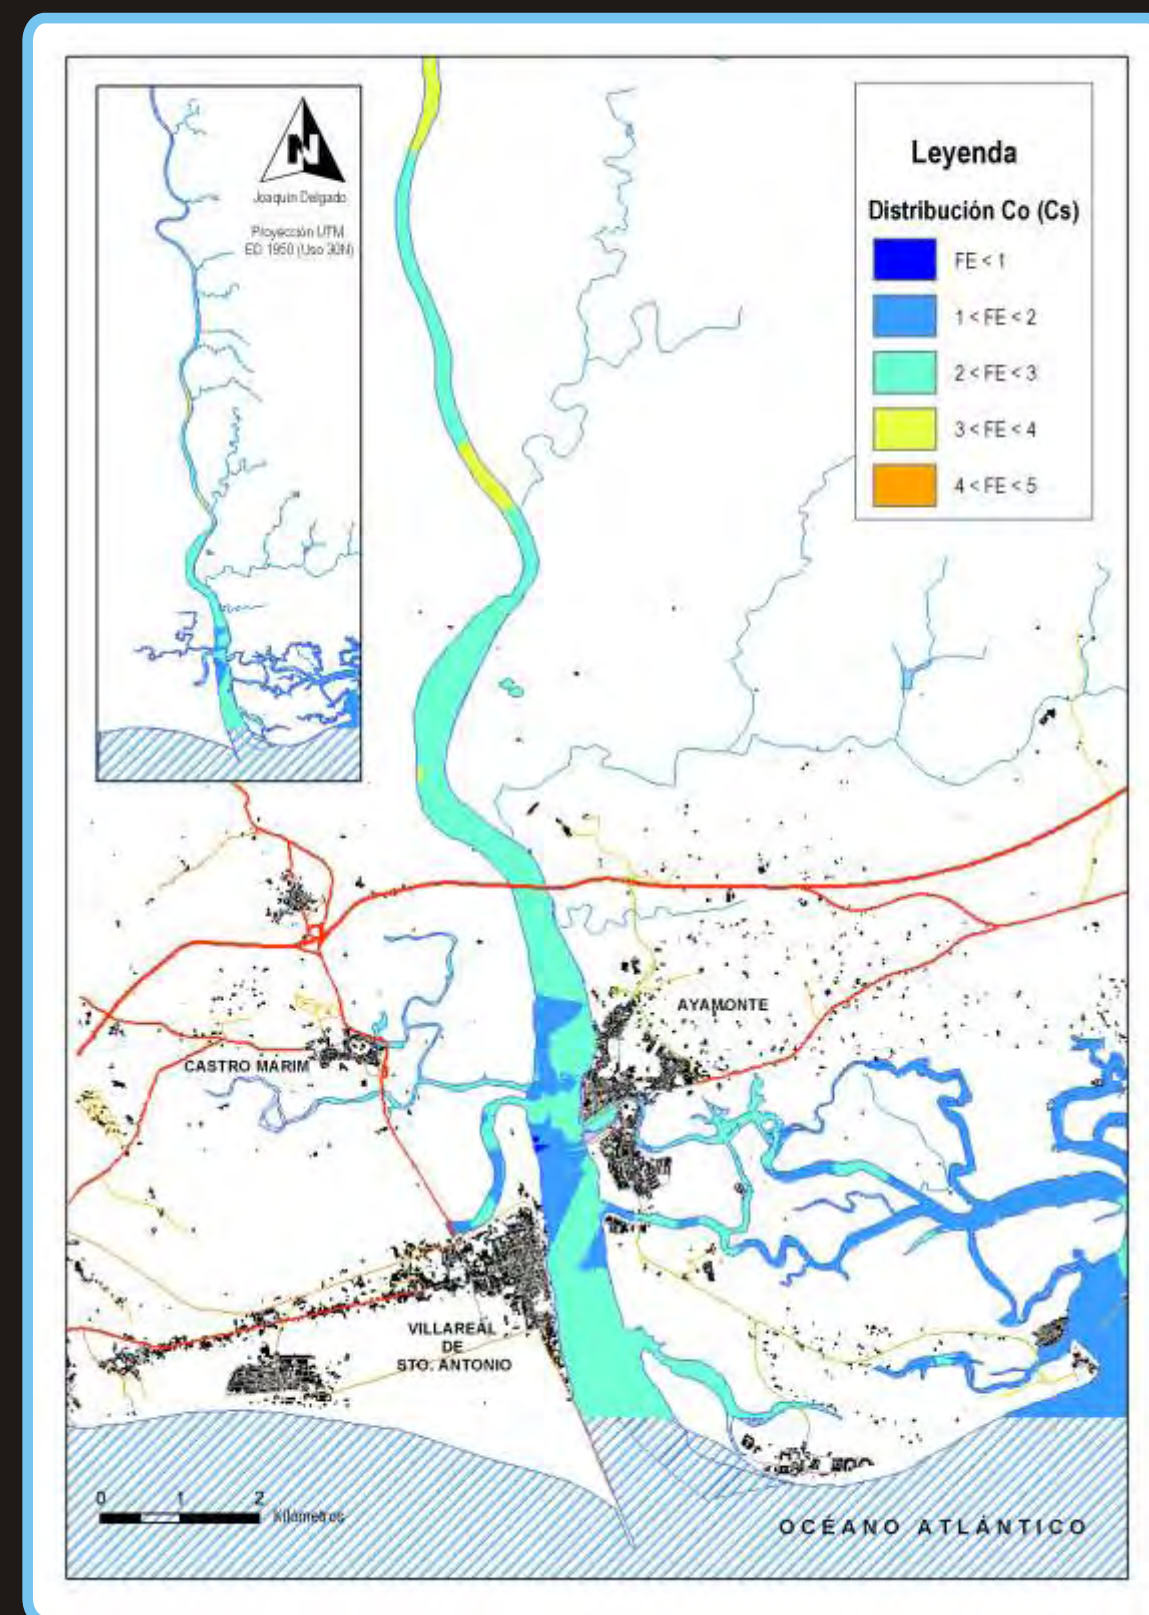 N
Joaquin Delgado
Proyección UTM
ED 1950 (Uso 30N)
Leyenda
Distribución Co (Cs)
FE < 1
1 < FE < 2
2 < FE < 3
3 < FE < 4
4 < FE < 5
AYAMONTE
CASTRO MARIM
VILLAREAL
DE
STO. ANTONIO
0 1 2
Kilómetros
OCÉANO ATLÁNTICO